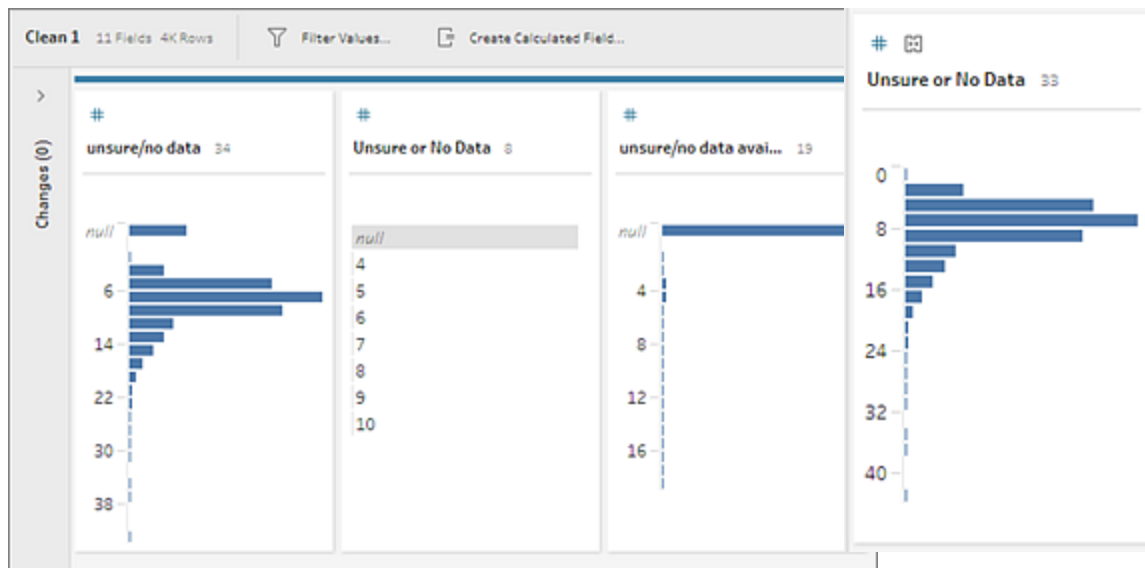 Clean 1 11 Fields 4K Rows Filter Values... Create Calculated Field...
Changes (0)
#
unsure/no data 34
null
6
14
22
30
38
#
Unsure or No Data 8
null
4
5
6
7
8
9
10
#
unsure/no data avai... 19
null
4
8
12
16
#
Unsure or No Data 33
0
8
16
24
32
40